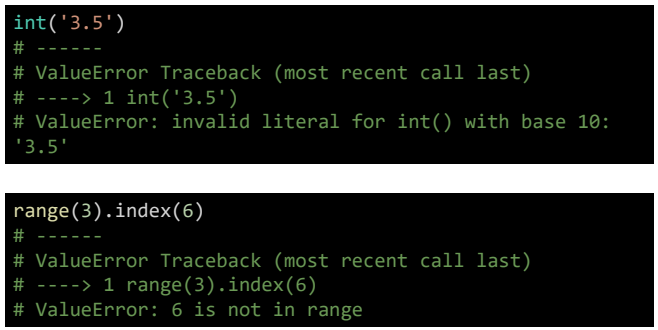 int('3.5')
# ------
# ValueError Traceback (most recent call last)
# ----> 1 int('3.5')
# ValueError: invalid literal for int() with base 10:
'3.5'
range(3).index(6)
# ------
# ValueError Traceback (most recent call last)
# ----> 1 range(3).index(6)
# ValueError: 6 is not in range